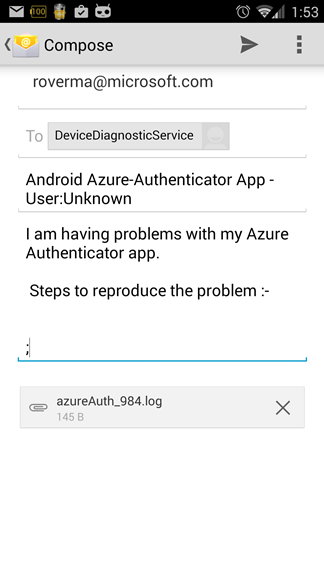 100 1:53
Compose
roverma@microsoft.com
To DeviceDiagnosticService
Android Azure-Authenticator App -
User:Unknown
I am having problems with my Azure
Authenticator app.
Steps to reproduce the problem :-
;
azureAuth_984.log
145 B